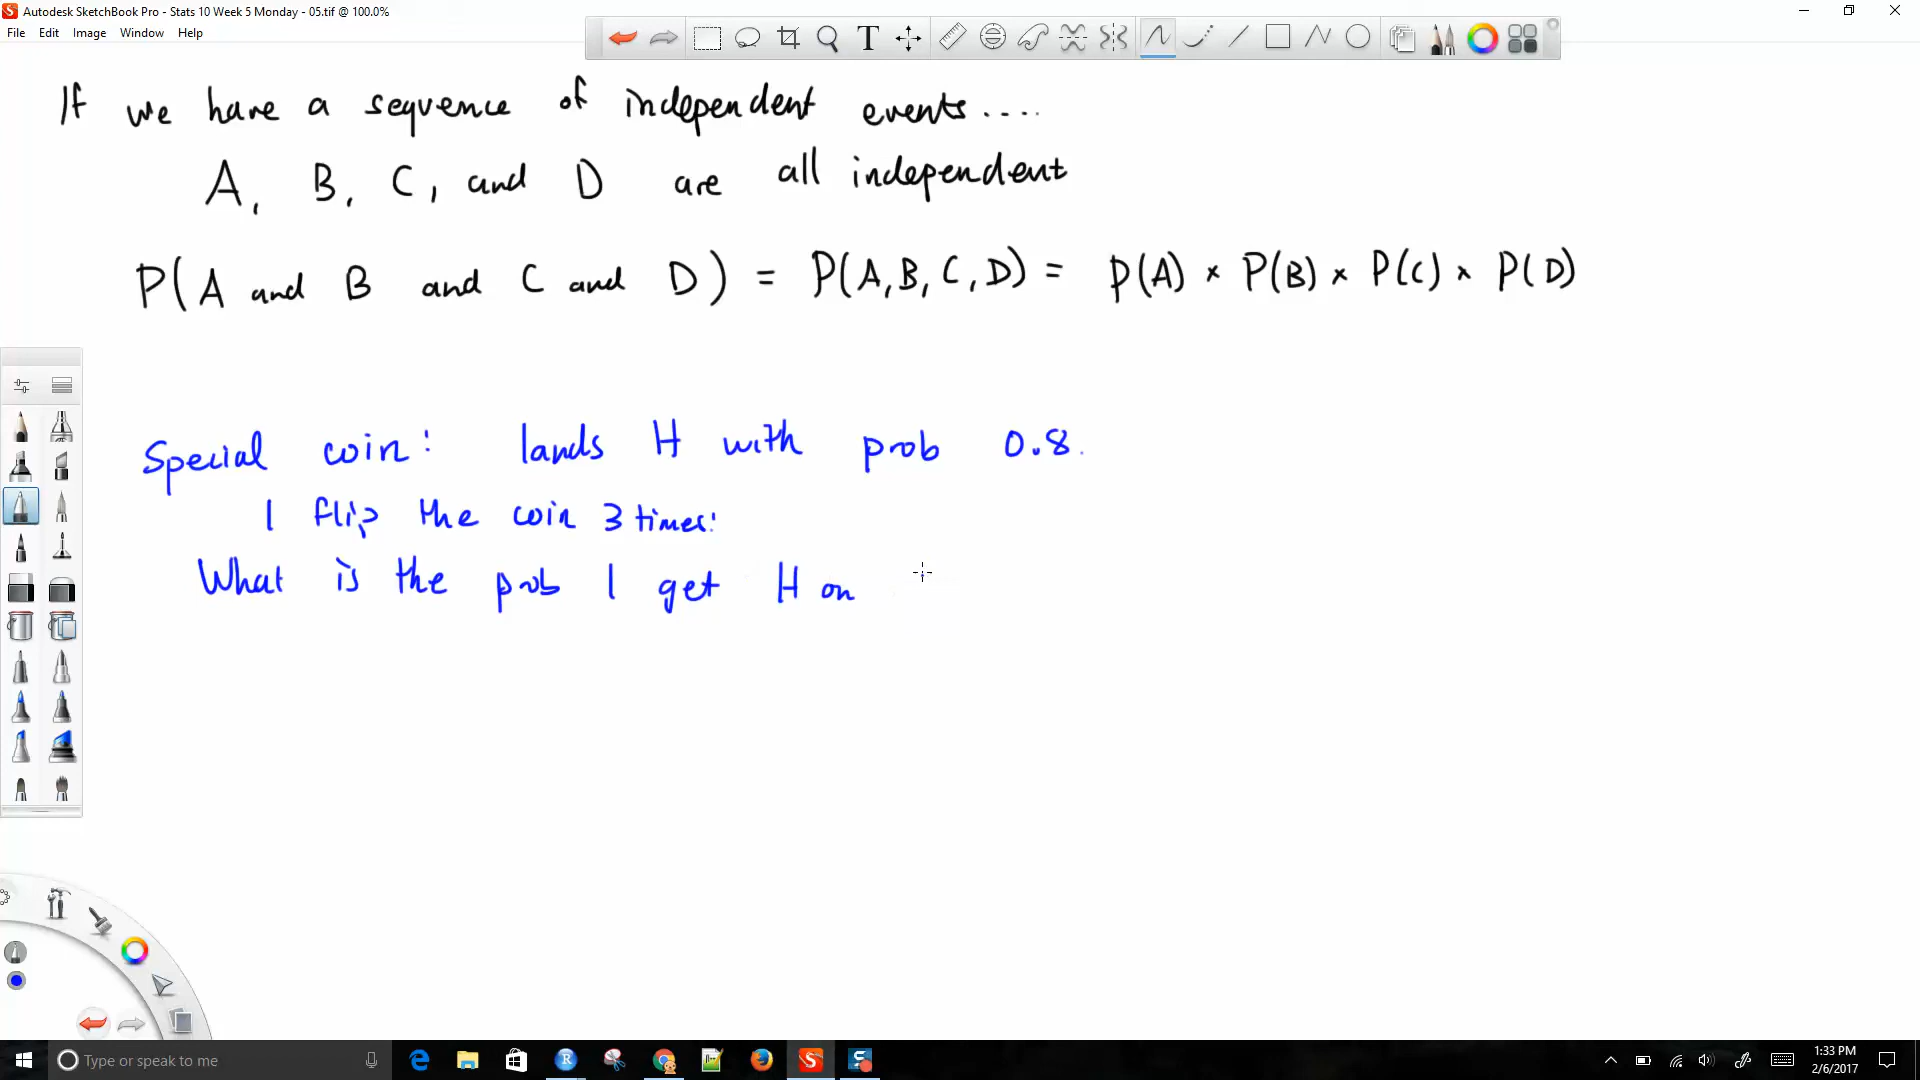 Autodesk SketchBook Pro - Stats 10 Week 5 Monday - 05.tif @ 100.0%
File Edit Image Window Help
T
If we have a sequence of independent events....
A, B, C, and D are all independent
P(A and B and C and D) = P(A,B,C,D) = P(A) × P(B) × P(C) × P(D)
Special coin: lands H with prob 0.8.
I flip the coin 3 times:
What is the prob I get H on
Type or speak to me
1:33 PM
2/6/2017